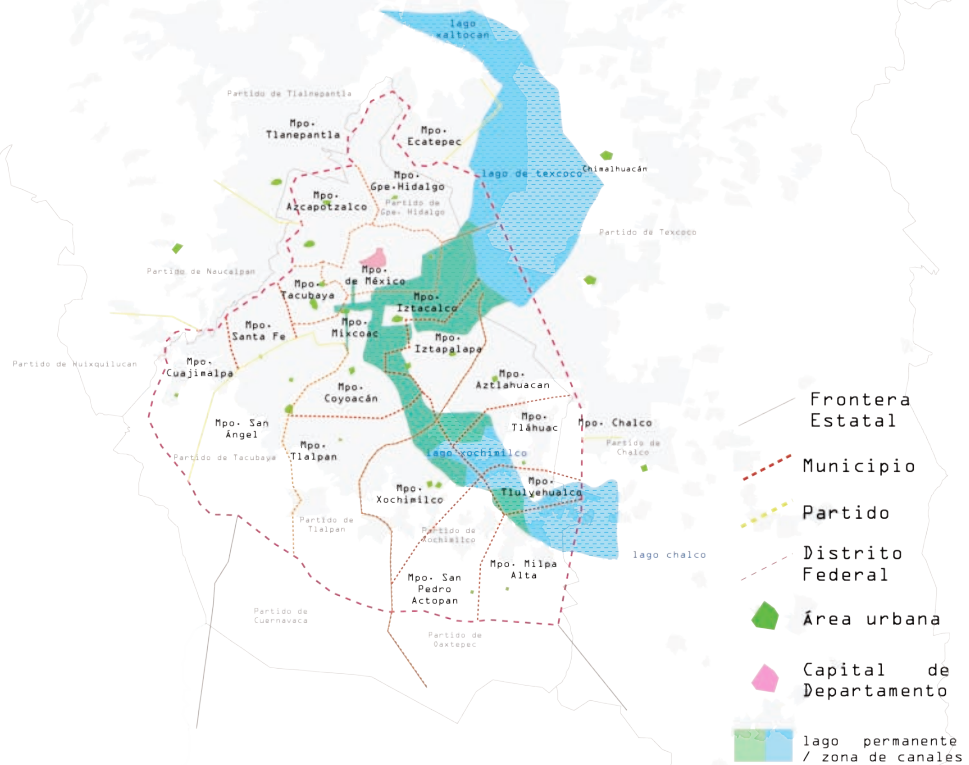 lago
xaltocan
Partido de Tlalnepantla
Mpo.
Tlanepantla
Mpo.
Ecatepec
lago de texcoco
Chimalhuacán
Mpo.
Gpe.Hidalgo
Mpo.
Azcapotzalco
Partido de
Gpe. Hidalgo
Partido de Texcoco
Partido de Naucalpan
Mpo.
de México
Mpo.
Tacubaya
Mpo.
Iztacalco
Mpo.
Santa Fe
Mpo.
Mixcoac
Mpo.
Iztapalapa
Partido de Huixquilucan
Mpo.
Cuajimalpa
Mpo.
Aztlahuacan
Mpo.
Coyoacán
Mpo. San
Ángel
Mpo.
Tláhuac
Mpo. Chalco
Partido de
Chalco
Mpo.
Tlalpan
Partido de Tacubaya
lago xochimilco
Mpo.
Xochimilco
Mpo.
Tlulyehualco
Partido de
Tlalpan
Partido de
Xochimilco
lago chalco
Mpo. Milpa
Alta
Mpo. San
Pedro
Actopan
Partido de
Cuernavaca
Partido de
Oaxtepec
Frontera
Estatal
Municipio
Partido
Distrito
Federal
Área urbana
Capital de
Departamento
lago permanente
/ zona de canales